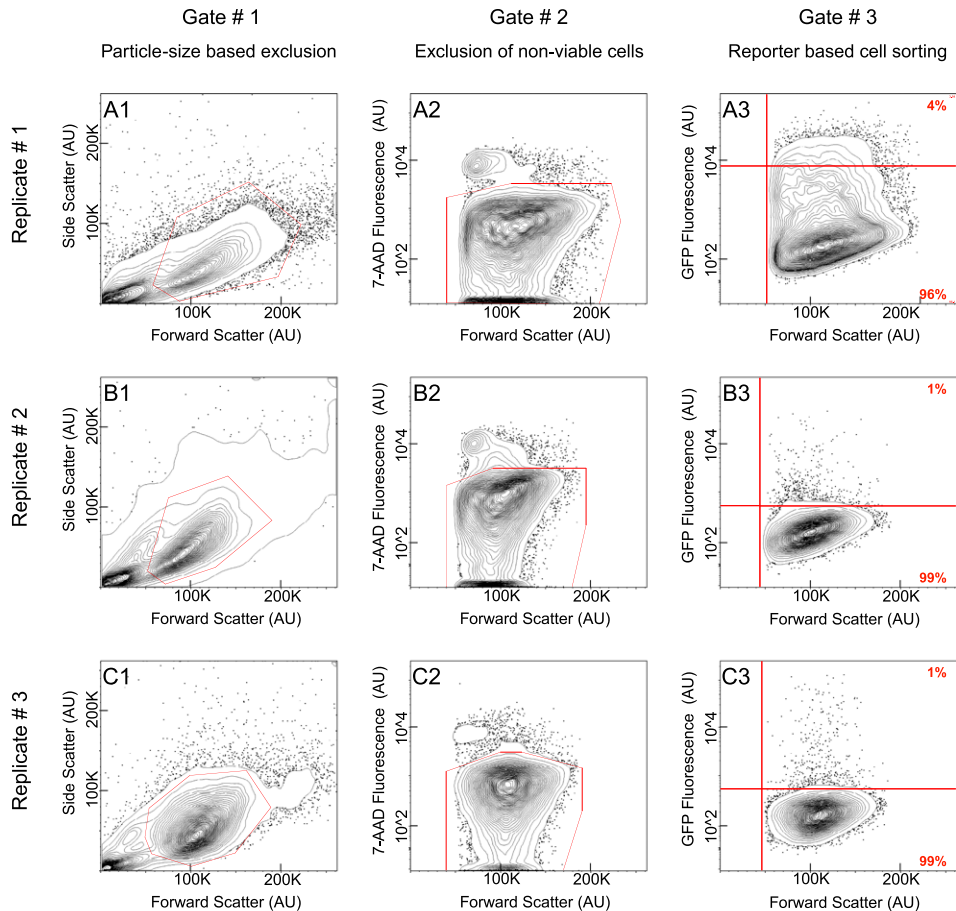 Gate # 1
Gate # 2
Gate # 3
Particle-size based exclusion
Exclusion of non-viable cells
Reporter based cell sorting
Replicate # 1
A1
Side Scatter (AU)
200K
100K
100K
200K
Forward Scatter (AU)
A2
7-AAD Fluorescence (AU)
10^4
10^2
100K
200K
Forward Scatter (AU)
A3
4%
GFP Fluorescence (AU)
10^4
10^2
96%
100K
200K
Forward Scatter (AU)
Replicate # 2
B1
Side Scatter (AU)
200K
100K
100K
200K
Forward Scatter (AU)
B2
7-AAD Fluorescence (AU)
10^4
10^2
100K
200K
Forward Scatter (AU)
B3
1%
GFP Fluorescence (AU)
10^4
10^2
99%
100K
200K
Forward Scatter (AU)
Replicate # 3
C1
Side Scatter (AU)
200K
100K
100K
200K
Forward Scatter (AU)
C2
7-AAD Fluorescence (AU)
10^4
10^2
100K
200K
Forward Scatter (AU)
C3
1%
GFP Fluorescence (AU)
10^4
10^2
99%
100K
200K
Forward Scatter (AU)